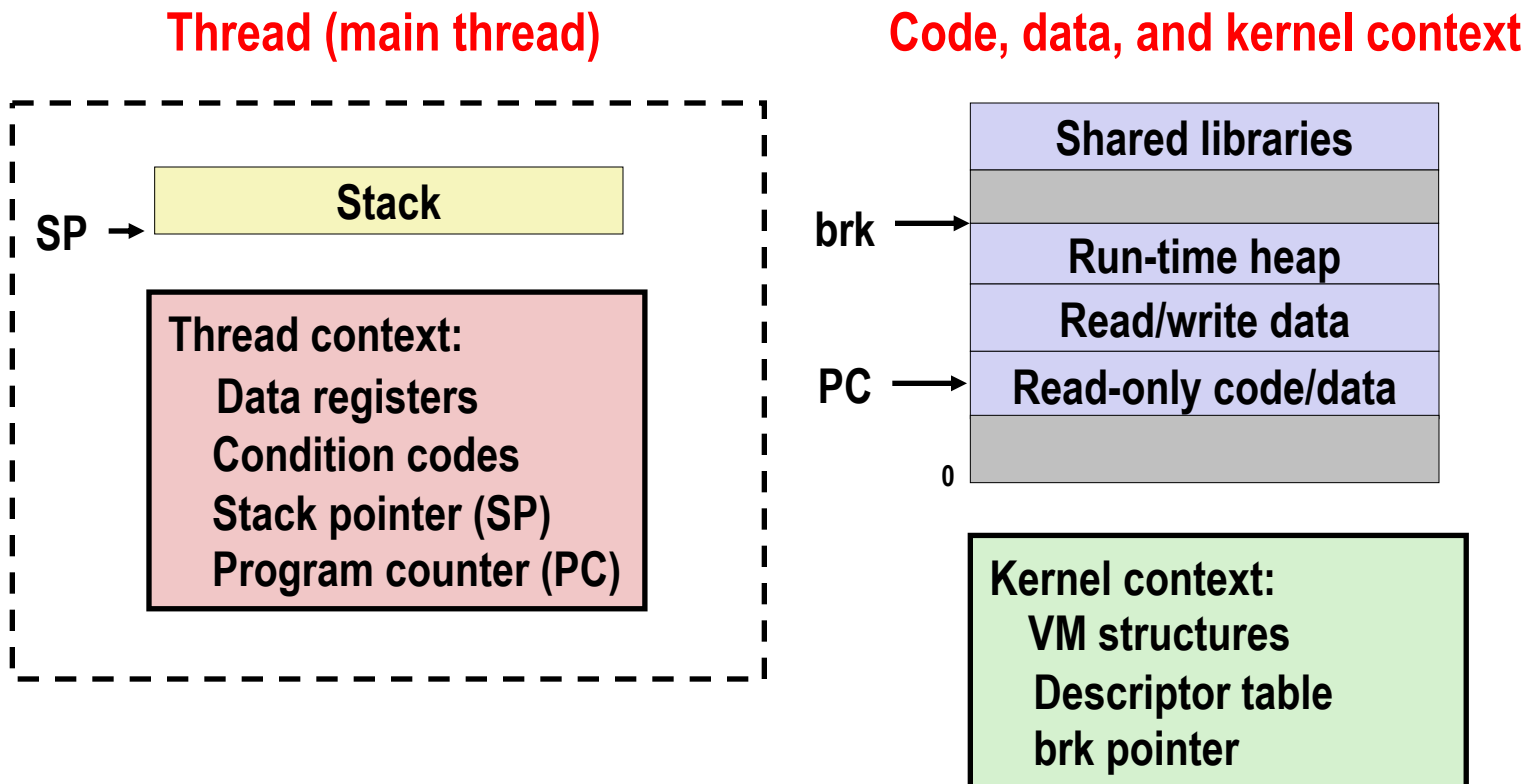 Thread (main thread)
Stack
SP
Thread context:
Data registers
Condition codes
Stack pointer (SP)
Program counter (PC)
Code, data, and kernel context
Shared libraries
brk
Run-time heap
Read/write data
PC
Read-only code/data
0
Kernel context:
VM structures
Descriptor table
brk pointer